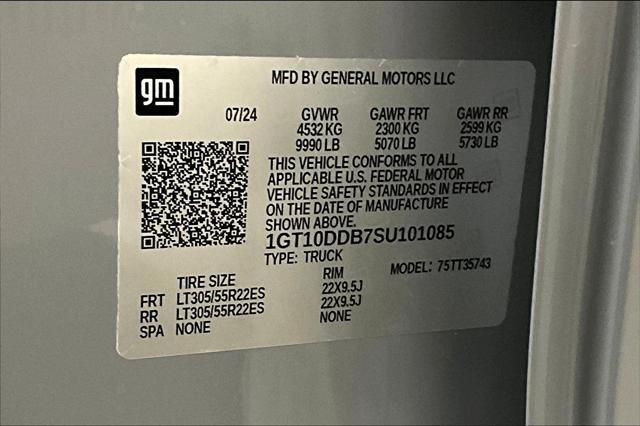 gm
MFD BY GENERAL MOTORS LLC
07/24 GVWR GAWR FRT GAWR RR
4532 KG 2300 KG 2599 KG
9990 LB 5070 LB 5730 LB
THIS VEHICLE CONFORMS TO ALL
APPLICABLE U.S. FEDERAL MOTOR
VEHICLE SAFETY STANDARDS IN EFFECT
ON THE DATE OF MANUFACTURE
SHOWN ABOVE.
1GT10DDB7SU101085
TYPE: TRUCK MODEL: 75TT35743
TIRE SIZE RIM
FRT LT305/55R22ES 22X9.5J
RR LT305/55R22ES 22X9.5J
SPA NONE NONE